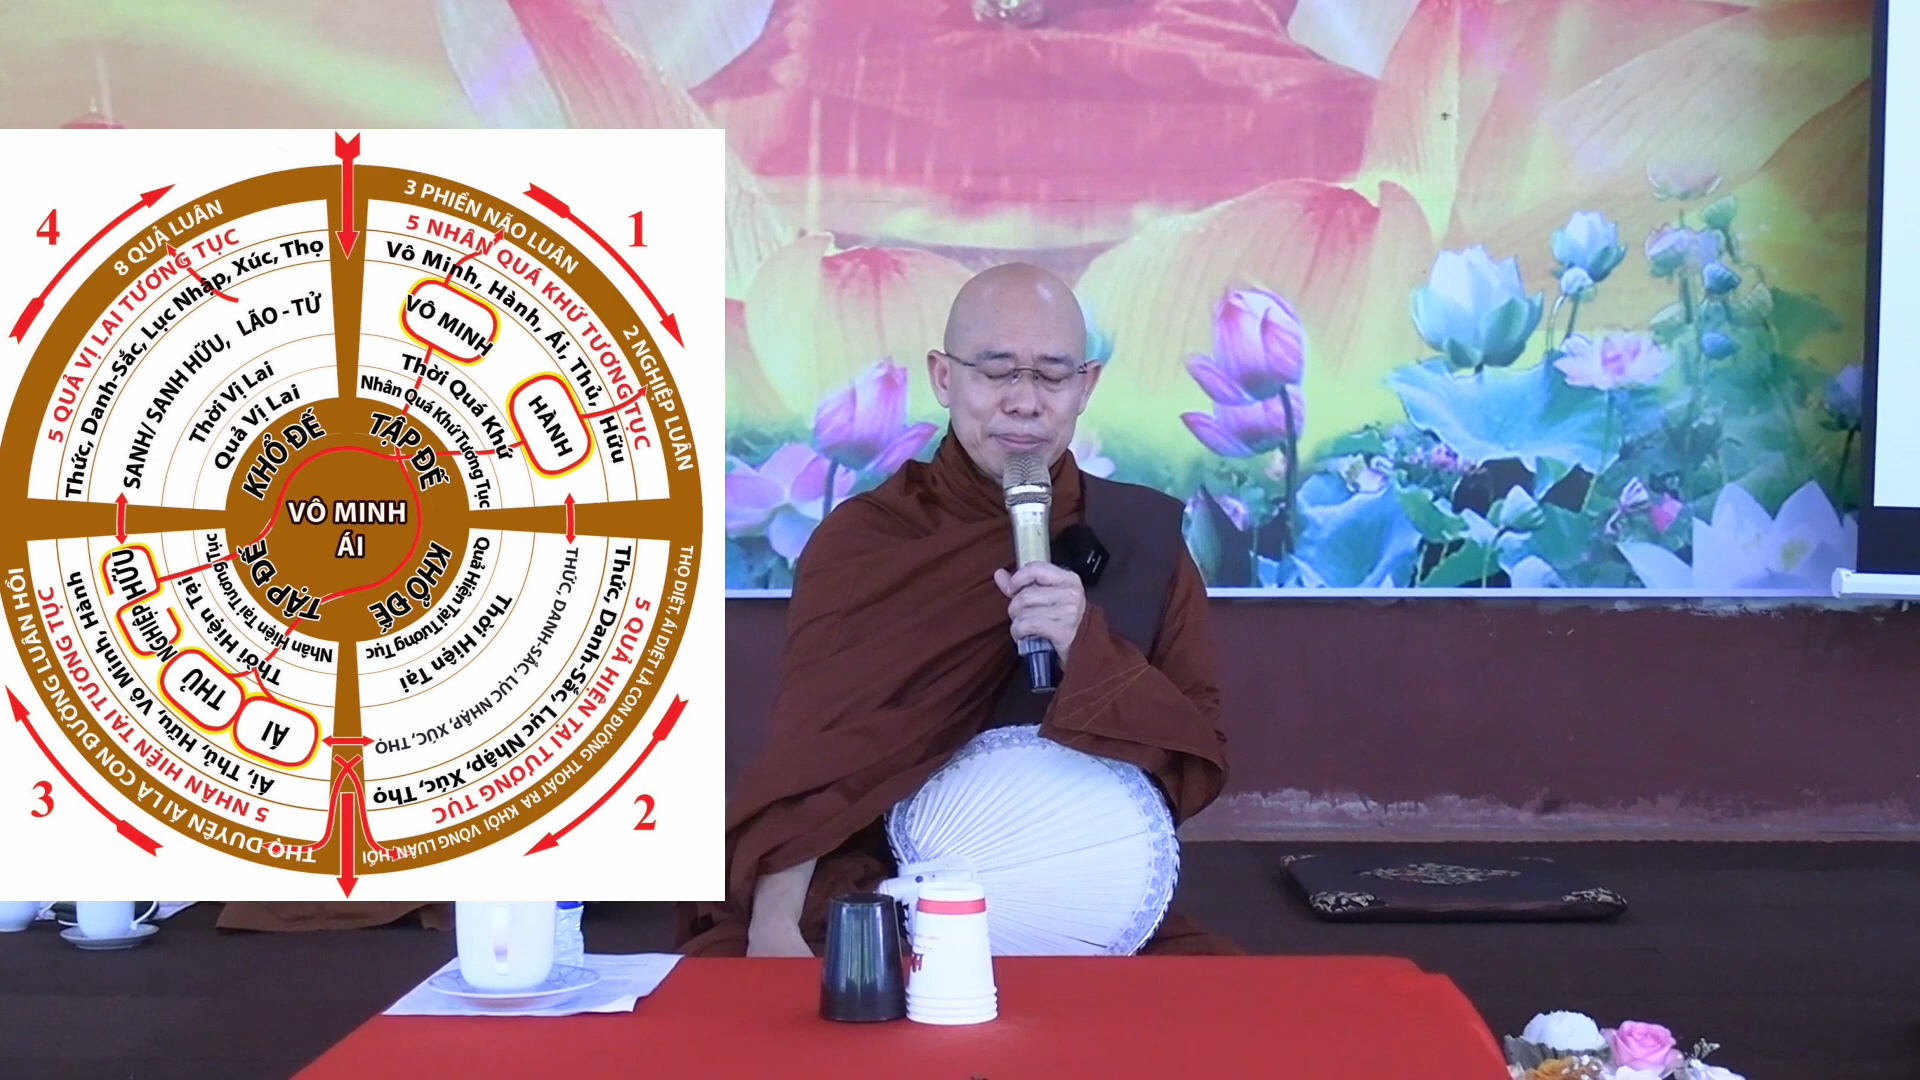 4
1
8 QUẢ LUÂN
5 QUẢ VỊ LAI TƯƠNG TỤC
Thức, Danh-Sắc, Lục Nhập, Xúc, Thọ
SANH/ SANH HỮU, LÃO - TỬ
Thời Vị Lai
Quả Vị Lai
KHỔ ĐẾ
3 PHIỀN NÃO LUÂN
2 NGHIỆP LUÂN
5 NHÂN QUÁ KHỨ TƯƠNG TỤC
Vô Minh, Hành, Ái, Thủ, Hữu
VÔ MINH
HÀNH
Thời Quá Khứ
Nhân Quá Khứ Tương Tục
TẬP ĐẾ
VÔ MINH
ÁI
THỌ DIỆT, ÁI DIỆT LÀ CON ĐƯỜNG THOÁT RA KHỎI VÒNG LUÂN HỒI
5 QUẢ HIỆN TẠI TƯƠNG TỤC
Thức, Danh-Sắc, Lục Nhập, Xúc, Thọ
THỨC, DANH-SẮC, LỤC NHẬP, XÚC, THỌ
Thời Hiện Tại
Quả Hiện Tại Tương Tục
KHỔ ĐẾ
2
THỌ DUYÊN ÁI LÀ CON ĐƯỜNG LUÂN HỒI
5 NHÂN HIỆN TẠI TƯƠNG TỤC
Ái, Thủ, Hữu, Vô Minh, Hành
ÁI
THỦ
NGHIỆP HỮU
Thời Hiện Tại
Nhân Hiện Tại Tương Tục
TẬP ĐẾ
3